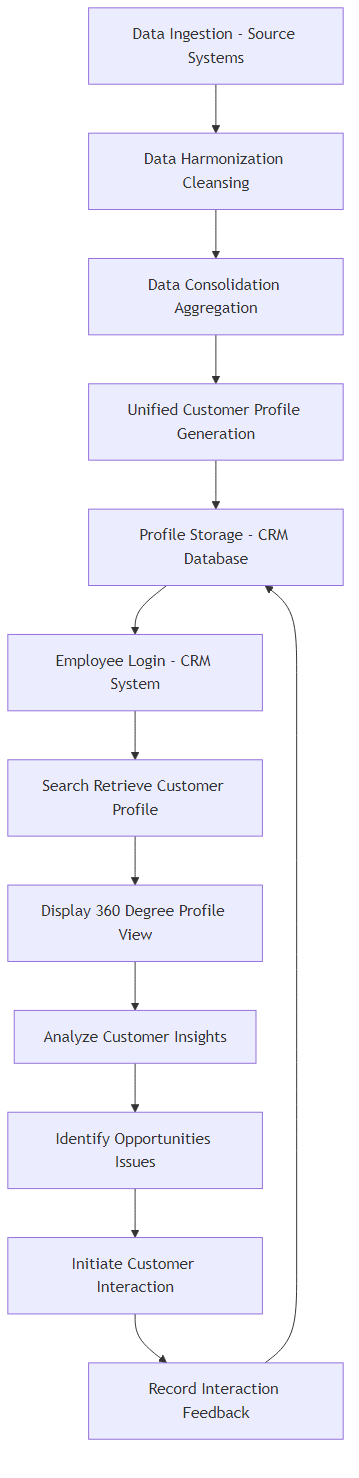 Data Ingestion - Source
Systems
Data Harmonization
Cleansing
Data Consolidation
Aggregation
Unified Customer Profile
Generation
Profile Storage - CRM
Database
Employee Login - CRM
System
Search Retrieve Customer
Profile
Display 360 Degree Profile
View
Analyze Customer Insights
Identify Opportunities
Issues
Initiate Customer
Interaction
Record Interaction
Feedback